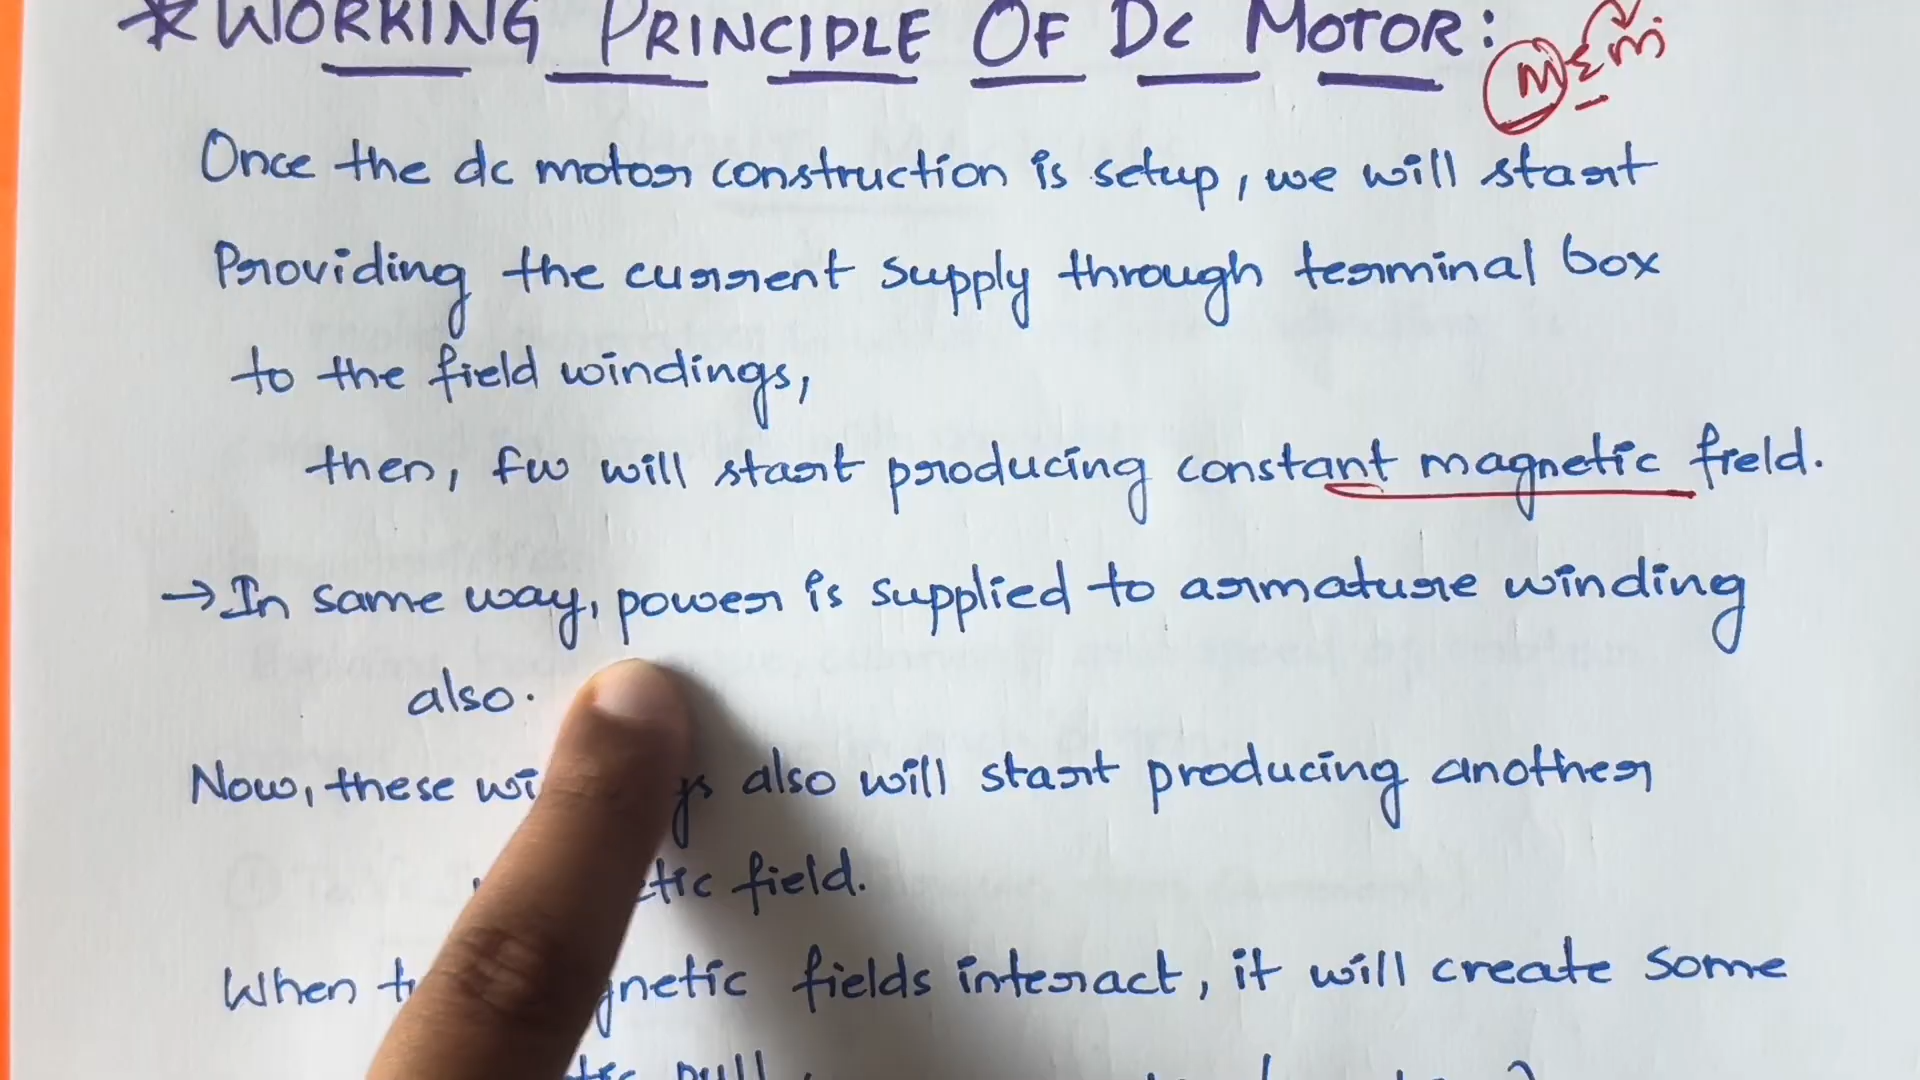 * WORKING PRINCIPLE OF DC MOTOR:
MEM
Once the dc motor construction is setup, we will start
Providing the current supply through terminal box
to the field windings,
then, fw will start producing constant magnetic field.
→ In same way, power is supplied to armature winding
also.
Now, these also will start producing another
field.
When fields interact, it will create some
pull